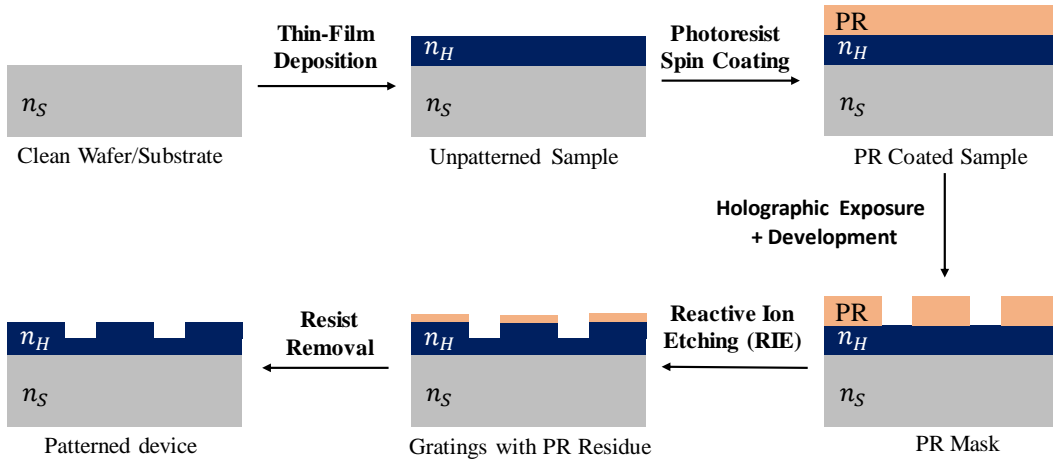 n_S
Clean Wafer/Substrate
Thin-Film
Deposition
n_H
n_S
Unpatterned Sample
Photoresist
Spin Coating
PR
n_H
n_S
PR Coated Sample
Holographic Exposure
+ Development
PR
n_H
n_S
PR Mask
Reactive Ion
Etching (RIE)
n_H
n_S
Gratings with PR Residue
Resist
Removal
n_H
n_S
Patterned device